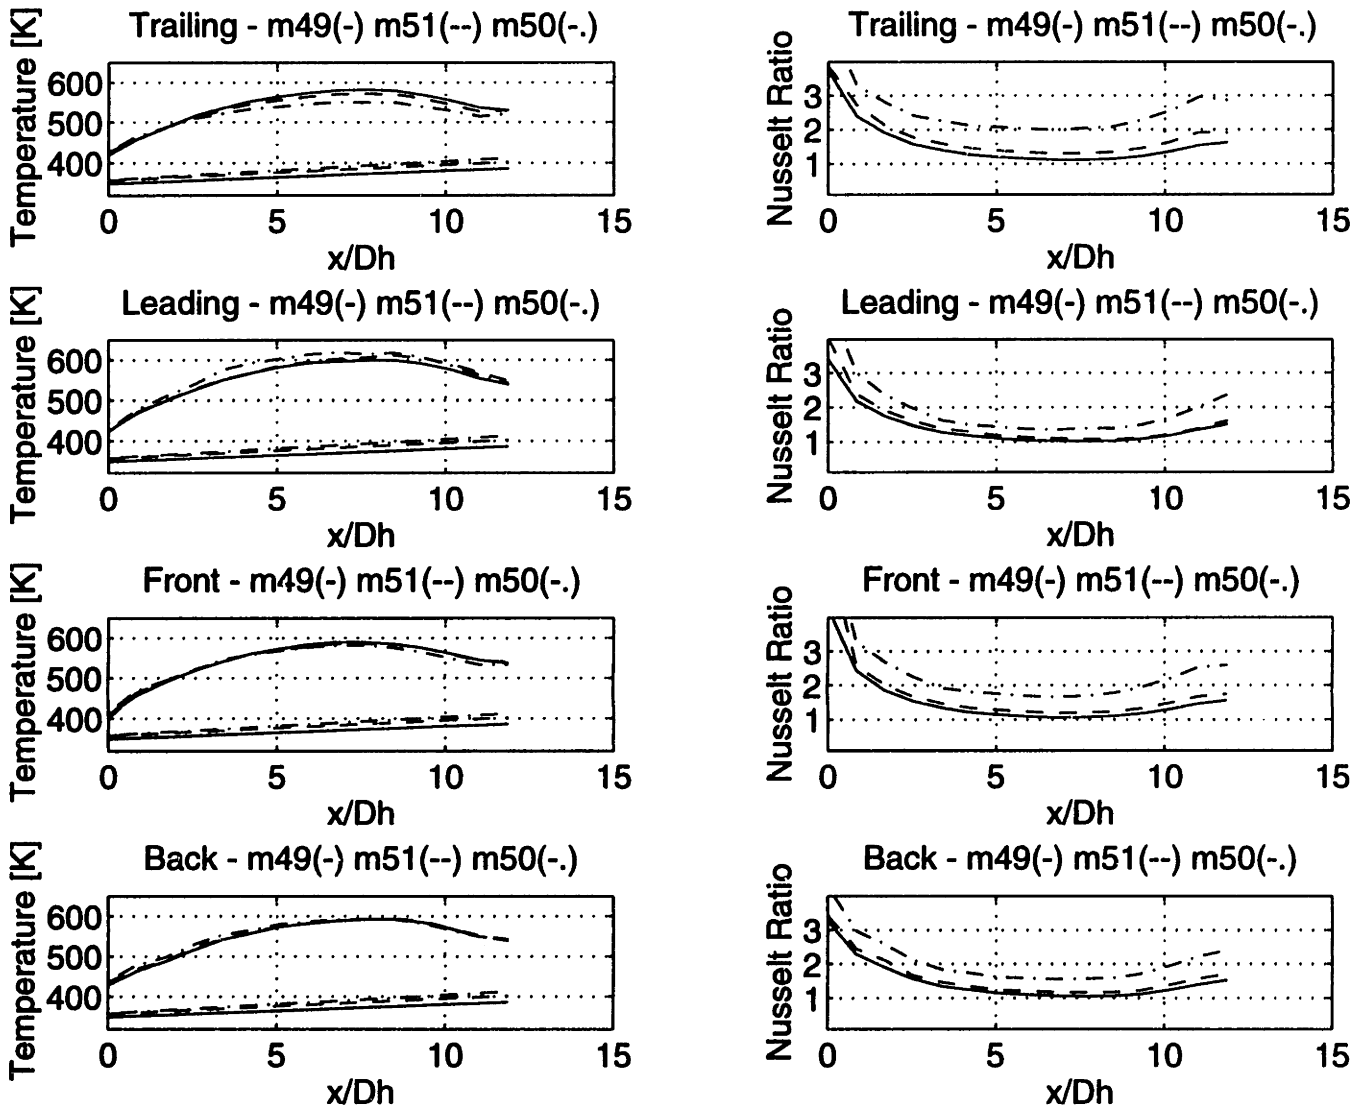 Trailing - m49(-) m51(--) m50(-.)
Temperature [K]
600
500
400
0 5 10 15
x/Dh
Trailing - m49(-) m51(--) m50(-.)
Nusselt Ratio
3
2
1
0 5 10 15
x/Dh
Leading - m49(-) m51(--) m50(-.)
Temperature [K]
600
500
400
0 5 10 15
x/Dh
Leading - m49(-) m51(--) m50(-.)
Nusselt Ratio
3
2
1
0 5 10 15
x/Dh
Front - m49(-) m51(--) m50(-.)
Temperature [K]
600
500
400
0 5 10 15
x/Dh
Front - m49(-) m51(--) m50(-.)
Nusselt Ratio
3
2
1
0 5 10 15
x/Dh
Back - m49(-) m51(--) m50(-.)
Temperature [K]
600
500
400
0 5 10 15
x/Dh
Back - m49(-) m51(--) m50(-.)
Nusselt Ratio
3
2
1
0 5 10 15
x/Dh